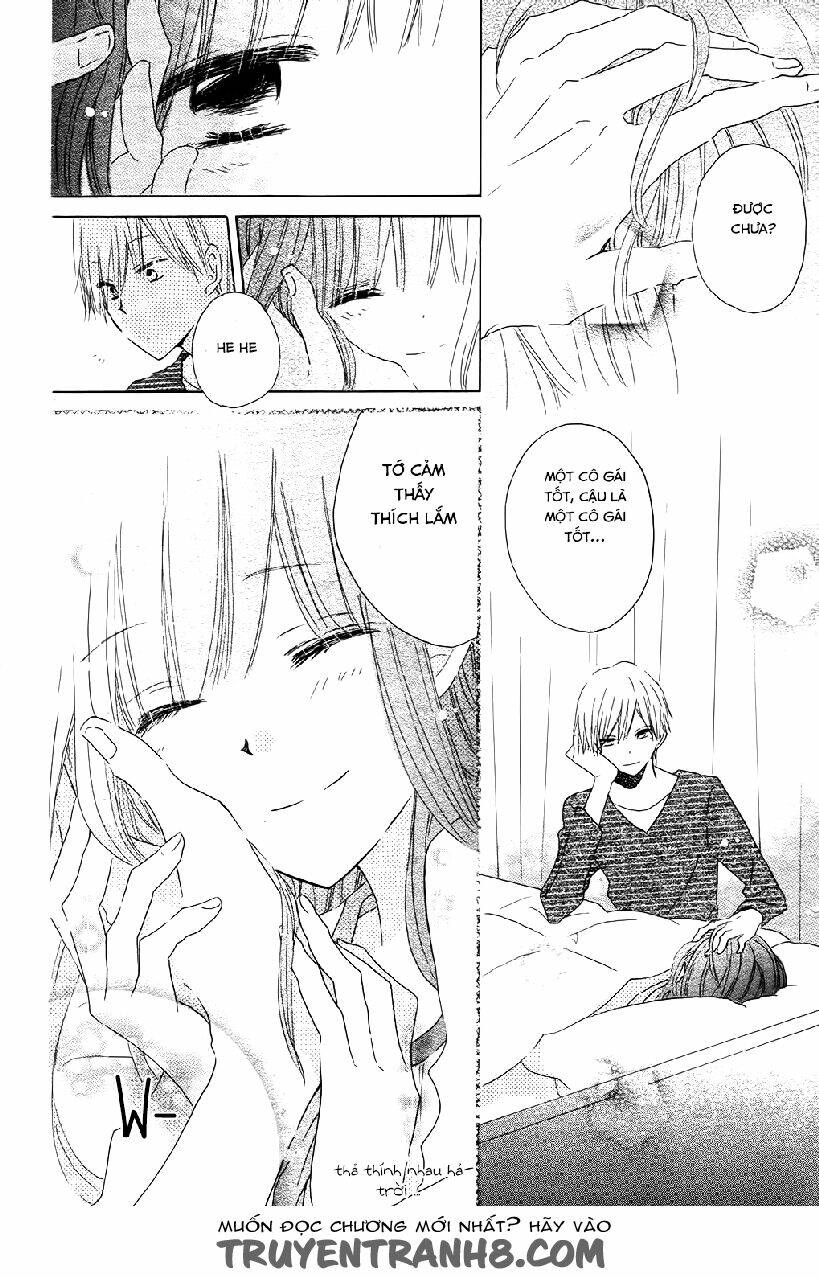 ĐƯỢC
CHƯA?
MỘT CÔ GÁI
TỐT, CẬU LÀ
MỘT CÔ GÁI
TỐT...
HE HE
TỚ CẢM
THẤY
THÍCH LẮM
W-
thả thính nhau hả
trời...
MUỐN ĐỌC CHƯƠNG MỚI NHẤT? HÃY VÀO
TRUYENTRANH8.COM